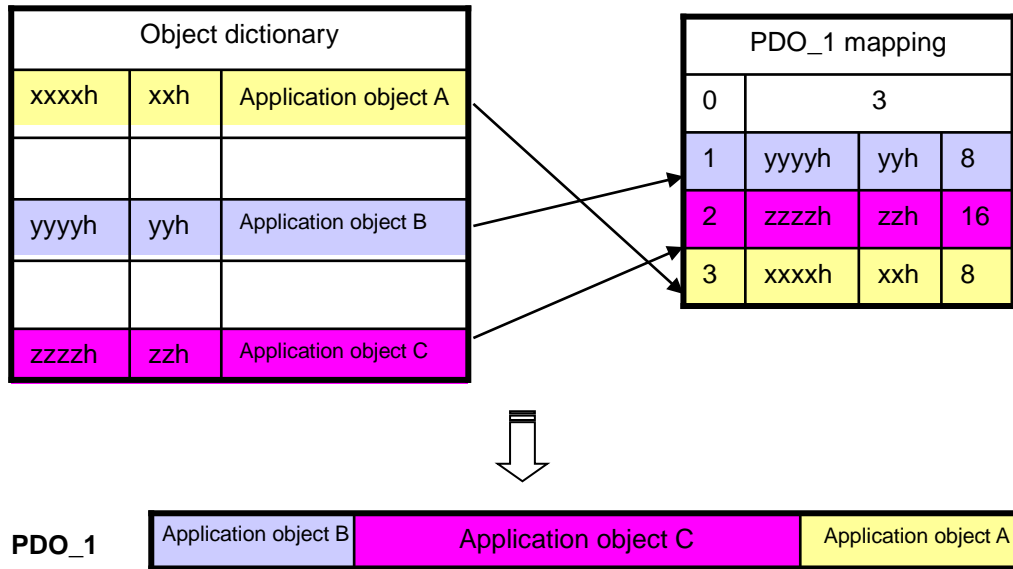 Object dictionary
xxxxh xxh Application object A
yyyyh yyh Application object B
zzzzh zzh Application object C
PDO_1 mapping
0 3
1 yyyyh yyh 8
2 zzzzh zzh 16
3 xxxxh xxh 8
PDO_1 Application object B Application object C Application object A